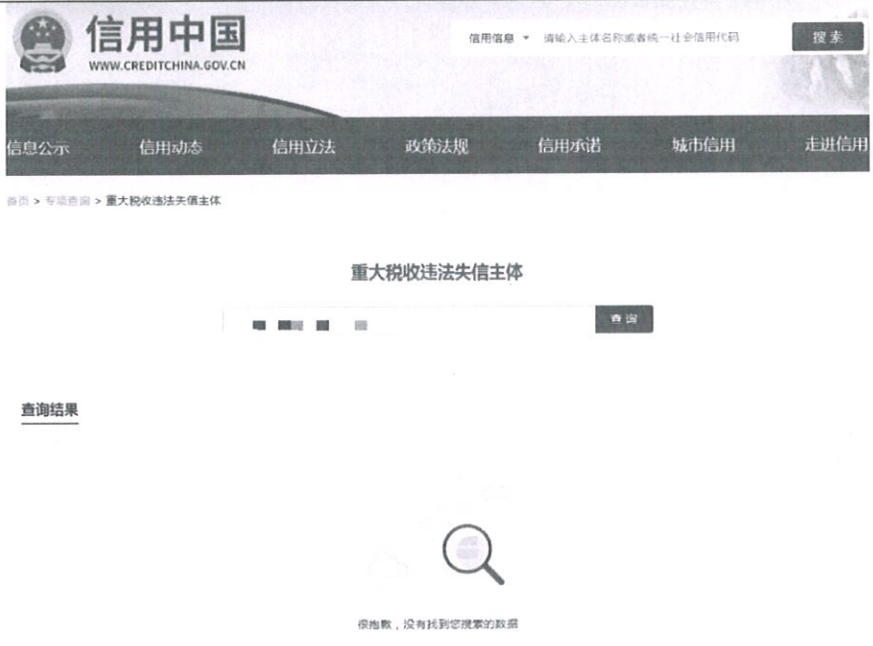 信用中国
信用信息 请输入主体名称或者统一社会信用代码 搜索
WWW.CREDITCHINA.GOV.CN
信息公示 信用动态 信用立法 政策法规 信用承诺 城市信用 走进信用
首页 > 专项查询 > 重大税收违法失信主体
重大税收违法失信主体
查询
查询结果
很抱歉，没有找到您搜索的数据